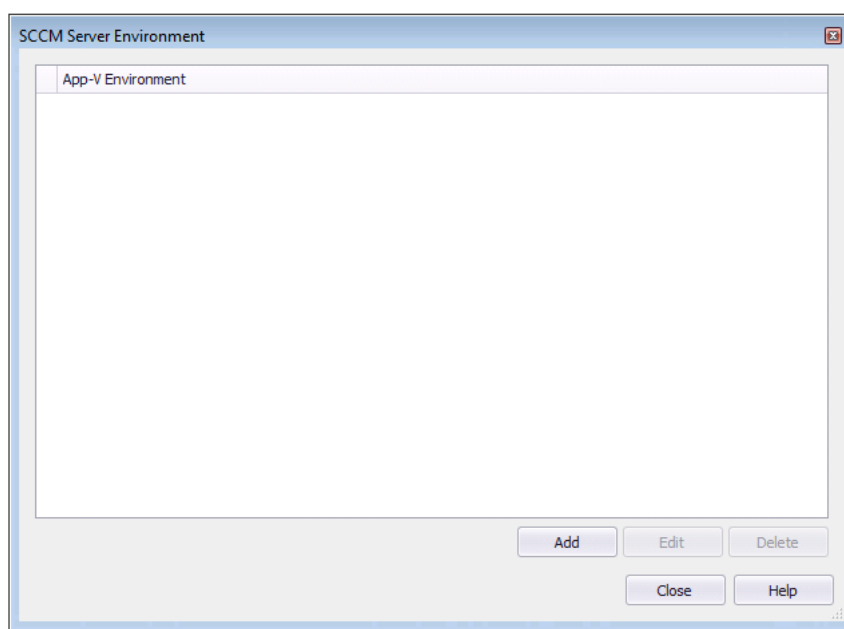 SCCM Server Environment
App-V Environment
Add Edit Delete
Close Help